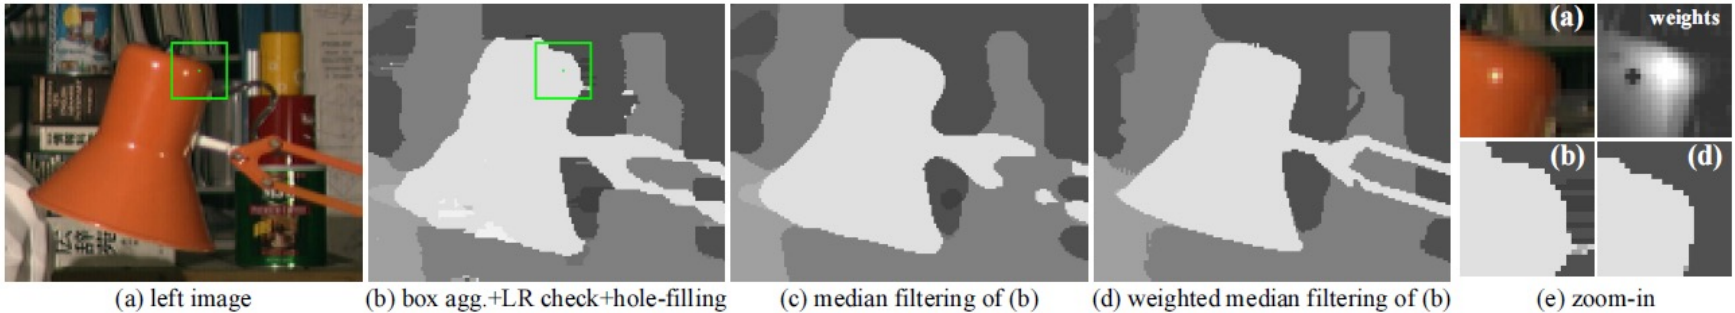 (a)
weights
(b)
(d)
(a) left image
(b) box agg.+LR check+hole-filling
(c) median filtering of (b)
(d) weighted median filtering of (b)
(e) zoom-in